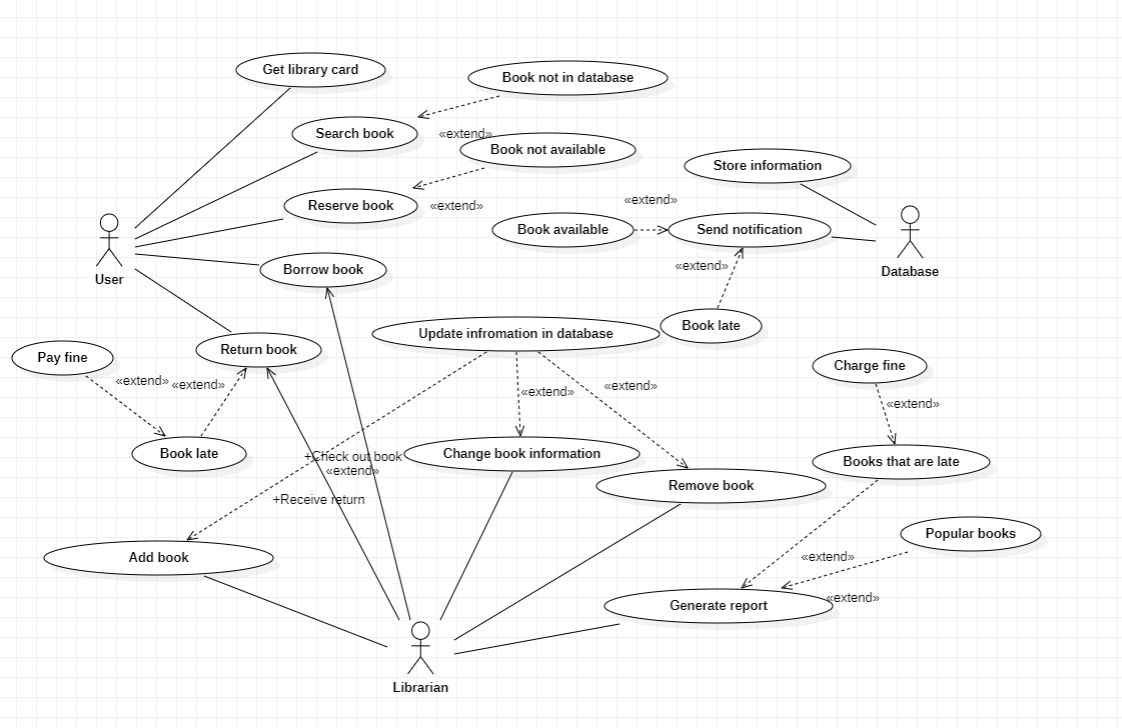 Get library card
Book not in database
Search book
«extend»
Book not available
Store information
Reserve book
«extend»
«extend»
Book available
Send notification
User
Database
Borrow book
«extend»
Book late
Update infromation in database
Return book
Pay fine
«extend»
«extend»
«extend»
«extend»
Charge fine
«extend»
Book late
+Check out book
«extend»
Change book information
Books that are late
Remove book
+Receive return
Popular books
Add book
«extend»
«extend»
Generate report
Librarian